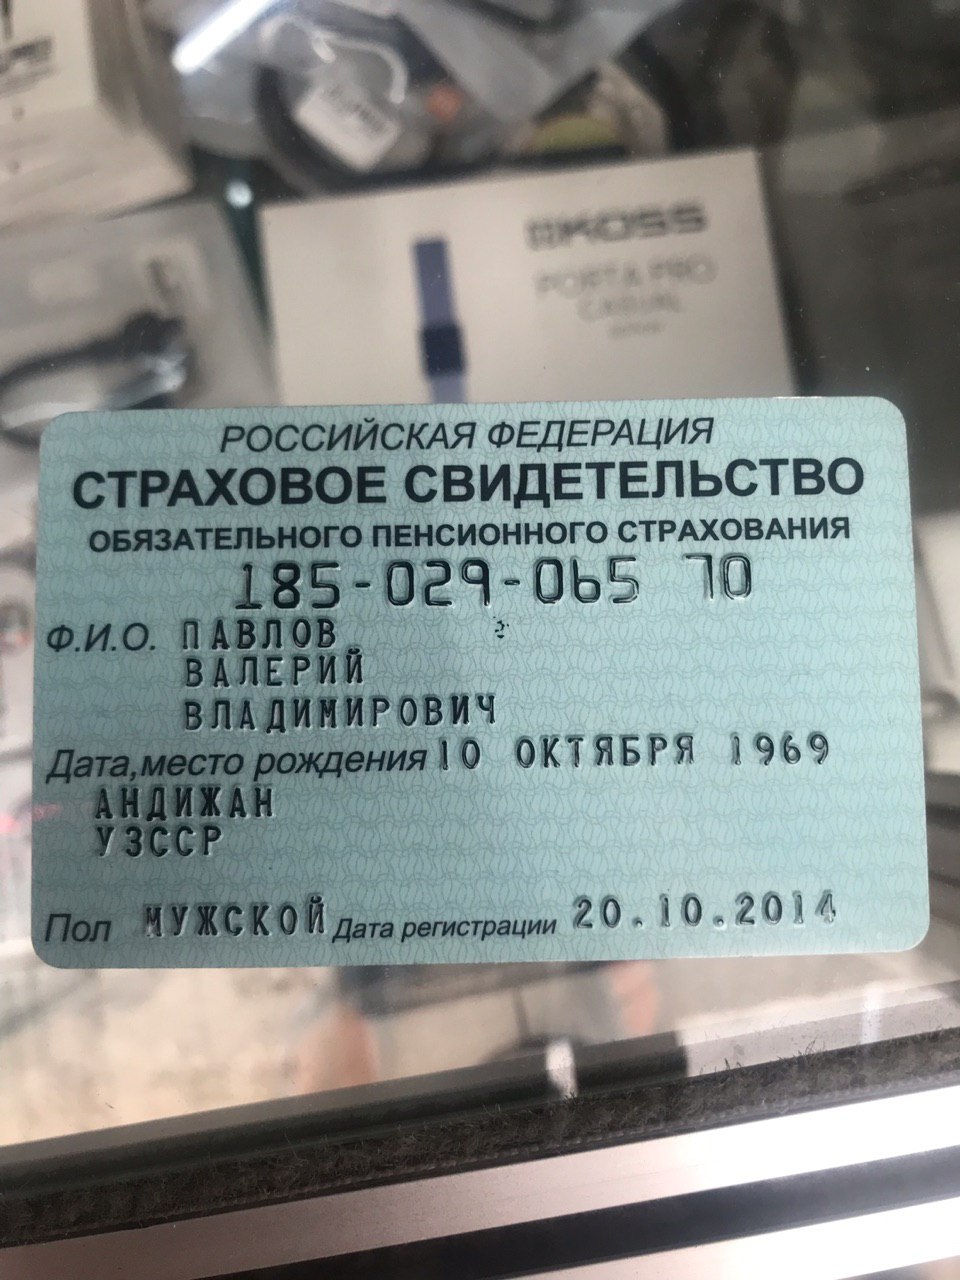 KOSS
PORTA PRO
CASUAL
РОССИЙСКАЯ ФЕДЕРАЦИЯ
СТРАХОВОЕ СВИДЕТЕЛЬСТВО
ОБЯЗАТЕЛЬНОГО ПЕНСИОННОГО СТРАХОВАНИЯ
185-029-065 70
Ф.И.О. ПАВЛОВ
ВАЛЕРИЙ
ВЛАДИМИРОВИЧ
Дата,место рождения 10 ОКТЯБРЯ 1969
АНДИЖАН
УЗССР
Пол МУЖСКОЙ Дата регистрации 20.10.2014